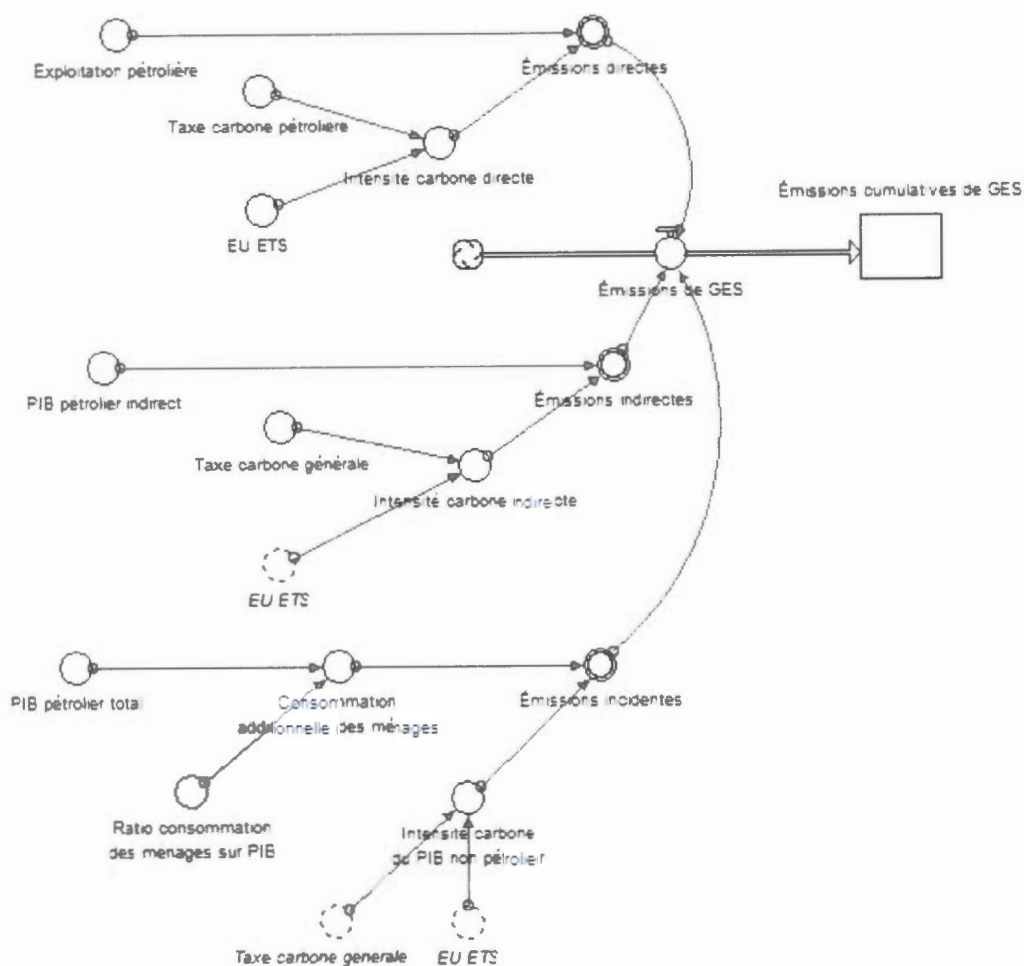 Exploitation pétrolière
Émissions directes
Taxe carbone pétrolière
Intensité carbone directe
EU ETS
Émissions cumulatives de GES
Émissions de GES
PIB pétrolier indirect
Émissions indirectes
Taxe carbone générale
Intensité carbone indirecte
EU ETS
PIB pétrolier total
Consommation
additionnelle des ménages
Émissions incidentes
Ratio consommation
des menages sur PIB
Intensité carbone
du PIB non pétrolier
Taxe carbone generale
EU ETS